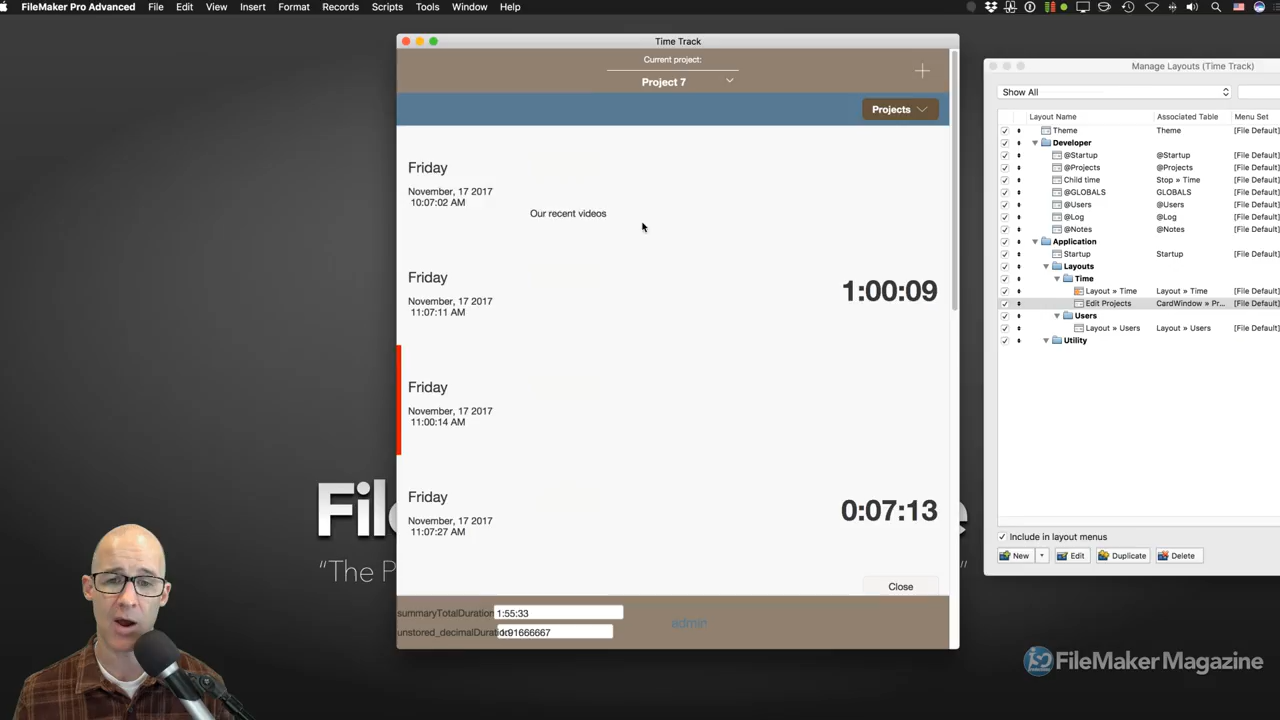 FileMaker Pro Advanced File Edit View Insert Format Records Scripts Tools Window Help
Time Track
Current project:
Project 7
Projects
Friday
November, 17 2017
10:07:02 AM
Our recent videos
Friday
November, 17 2017
11:07:11 AM
1:00:09
Friday
November, 17 2017
11:00:14 AM
Friday
November, 17 2017
11:07:27 AM
0:07:13
Close
summaryTotalDuration 1:55:33
1.91666667
admin
Manage Layouts (Time Track)
Show All
Layout Name Associated Table Menu Set
Theme Theme [File Default]
Developer
@Startup @Startup [File Default]
@Projects @Projects [File Default]
Child time Stop » Time [File Default]
@GLOBALS GLOBALS [File Default]
@Users @Users [File Default]
@Log @Log [File Default]
@Notes @Notes [File Default]
Application
Startup Startup [File Default]
Layouts
Time
Layout » Time Layout » Time [File Default]
Edit Projects CardWindow » Pr... [File Default]
Users
Layout » Users Layout » Users [File Default]
Utility
Include in layout menus
New Edit Duplicate Delete
Fil
"The P
FileMaker Magazine